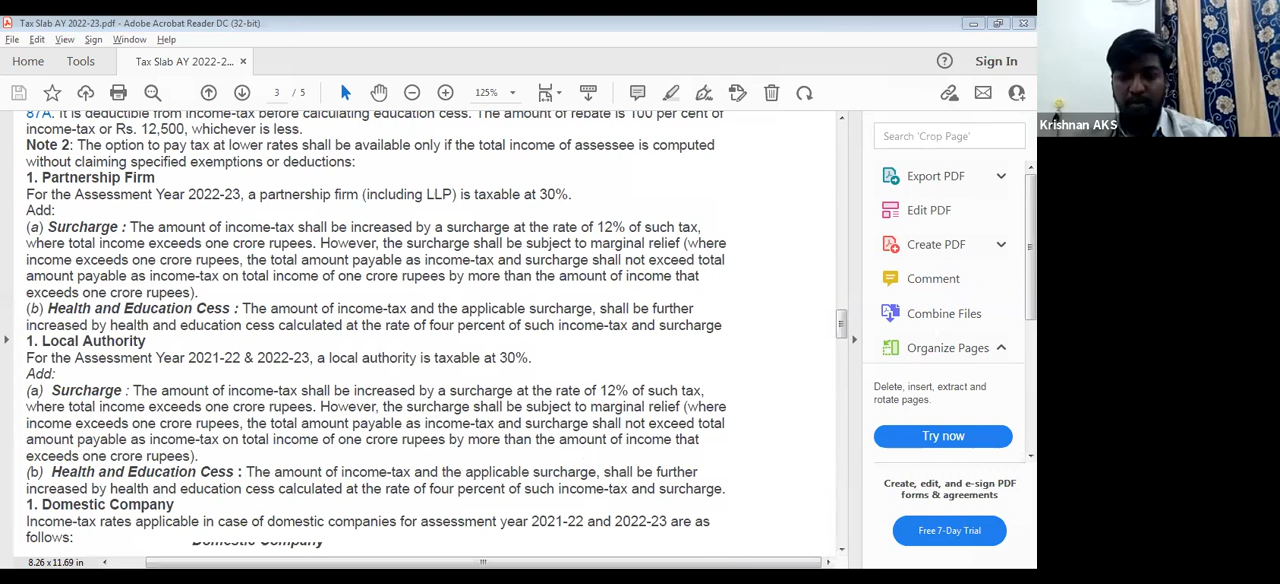 Tax Slab AY 2022-23.pdf - Adobe Acrobat Reader DC (32-bit)
File Edit View Sign Window Help
Home Tools Tax Slab AY 2022-2... × Sign In
3 / 5 125%
87A. It is deductible from income-tax before calculating education cess. The amount of rebate is 100 per cent of
income-tax or Rs. 12,500, whichever is less.
Note 2: The option to pay tax at lower rates shall be available only if the total income of assessee is computed
without claiming specified exemptions or deductions:
1. Partnership Firm
For the Assessment Year 2022-23, a partnership firm (including LLP) is taxable at 30%.
Add:
(a) Surcharge : The amount of income-tax shall be increased by a surcharge at the rate of 12% of such tax,
where total income exceeds one crore rupees. However, the surcharge shall be subject to marginal relief (where
income exceeds one crore rupees, the total amount payable as income-tax and surcharge shall not exceed total
amount payable as income-tax on total income of one crore rupees by more than the amount of income that
exceeds one crore rupees).
(b) Health and Education Cess : The amount of income-tax and the applicable surcharge, shall be further
increased by health and education cess calculated at the rate of four percent of such income-tax and surcharge
1. Local Authority
For the Assessment Year 2021-22 & 2022-23, a local authority is taxable at 30%.
Add:
(a) Surcharge : The amount of income-tax shall be increased by a surcharge at the rate of 12% of such tax,
where total income exceeds one crore rupees. However, the surcharge shall be subject to marginal relief (where
income exceeds one crore rupees, the total amount payable as income-tax and surcharge shall not exceed total
amount payable as income-tax on total income of one crore rupees by more than the amount of income that
exceeds one crore rupees).
(b) Health and Education Cess : The amount of income-tax and the applicable surcharge, shall be further
increased by health and education cess calculated at the rate of four percent of such income-tax and surcharge.
1. Domestic Company
Income-tax rates applicable in case of domestic companies for assessment year 2021-22 and 2022-23 are as
follows:
Domestic Company
8.26 x 11.69 in
Search 'Crop Page'
Export PDF
Edit PDF
Create PDF
Comment
Combine Files
Organize Pages
Delete, insert, extract and
rotate pages.
Try now
Create, edit, and e-sign PDF
forms & agreements
Free 7-Day Trial
Krishnan AKS